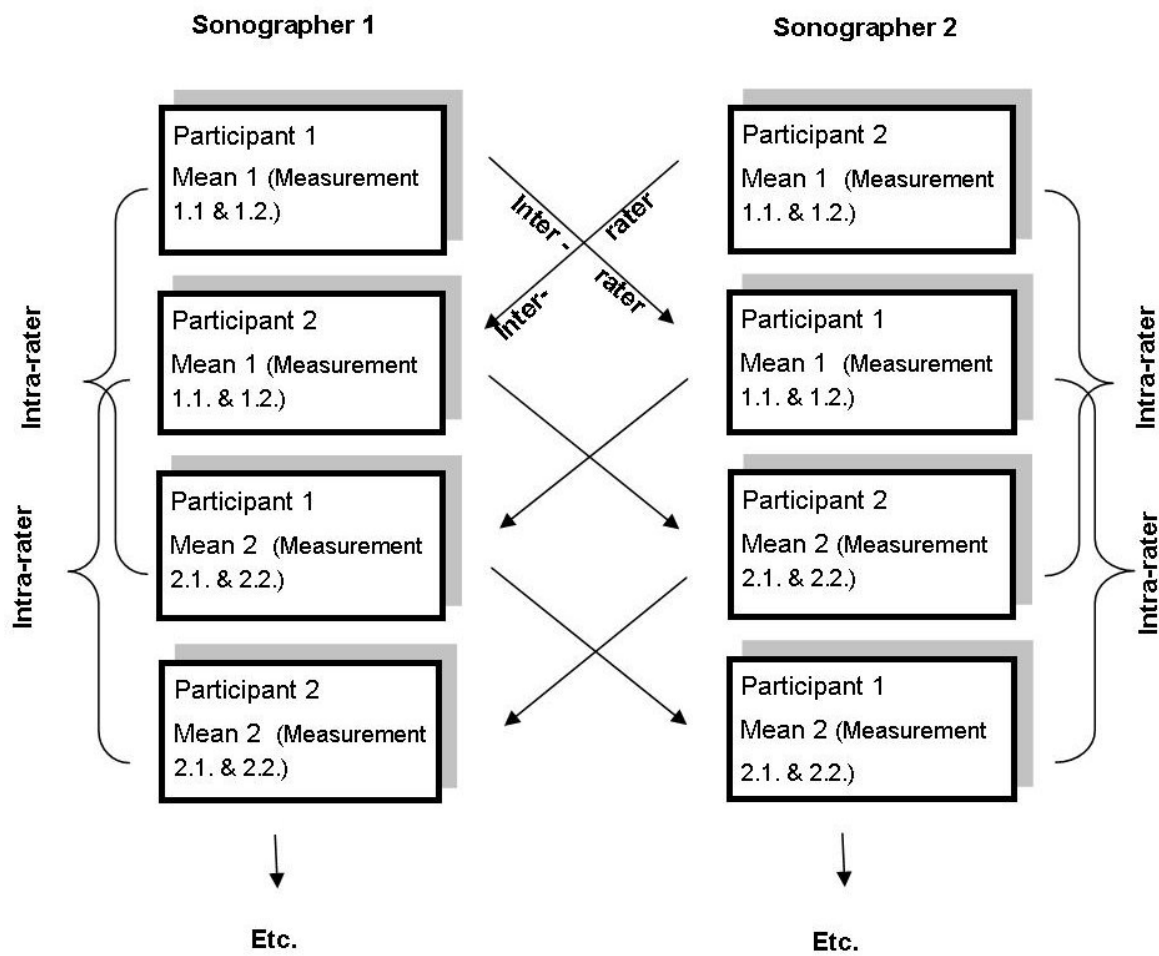 Sonographer 1
Participant 1
Mean 1 (Measurement
1.1 & 1.2.)
Participant 2
Mean 1 (Measurement
1.1. & 1.2.)
Participant 1
Mean 2 (Measurement
2.1. & 2.2.)
Participant 2
Mean 2 (Measurement
2.1. & 2.2.)
Etc.
Intra-rater
Intra-rater
Inter -
rater
Inter-
rater
Sonographer 2
Participant 2
Mean 1 (Measurement
1.1. & 1.2.)
Participant 1
Mean 1 (Measurement
1.1. & 1.2.)
Participant 2
Mean 2 (Measurement
2.1. & 2.2.)
Participant 1
Mean 2 (Measurement
2.1. & 2.2.)
Etc.
Intra-rater
Intra-rater